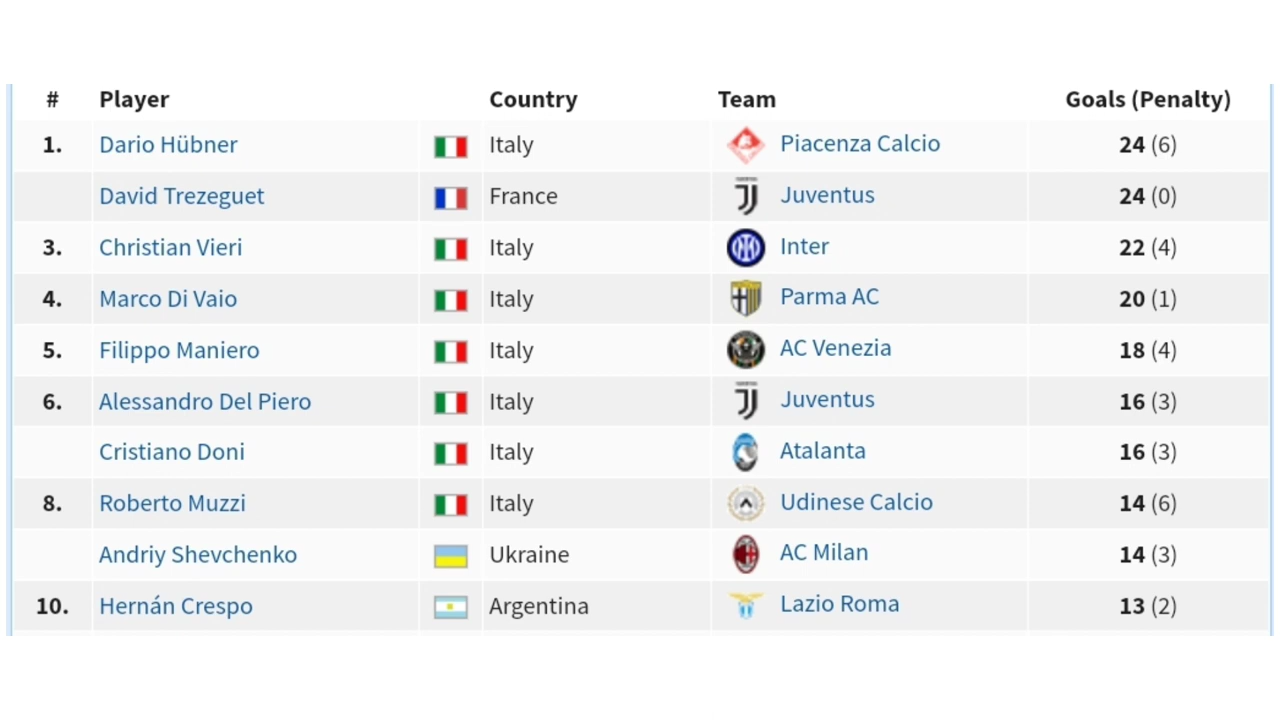 # Player Country Team Goals (Penalty)
1. Dario Hübner Italy Piacenza Calcio 24 (6)
David Trezeguet France Juventus 24 (0)
3. Christian Vieri Italy Inter 22 (4)
4. Marco Di Vaio Italy Parma AC 20 (1)
5. Filippo Maniero Italy AC Venezia 18 (4)
6. Alessandro Del Piero Italy Juventus 16 (3)
Cristiano Doni Italy Atalanta 16 (3)
8. Roberto Muzzi Italy Udinese Calcio 14 (6)
Andriy Shevchenko Ukraine AC Milan 14 (3)
10. Hernán Crespo Argentina Lazio Roma 13 (2)